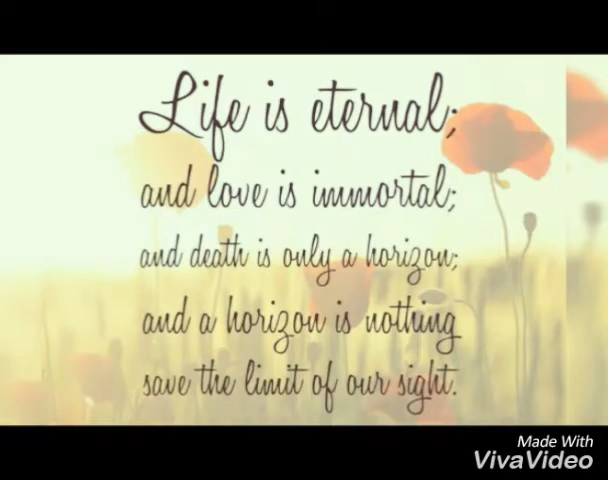 Life is eternal;
and love is immortal;
and death is only a horizon;
and a horizon is nothing
save the limit of our sight.
Made With
VivaVideo